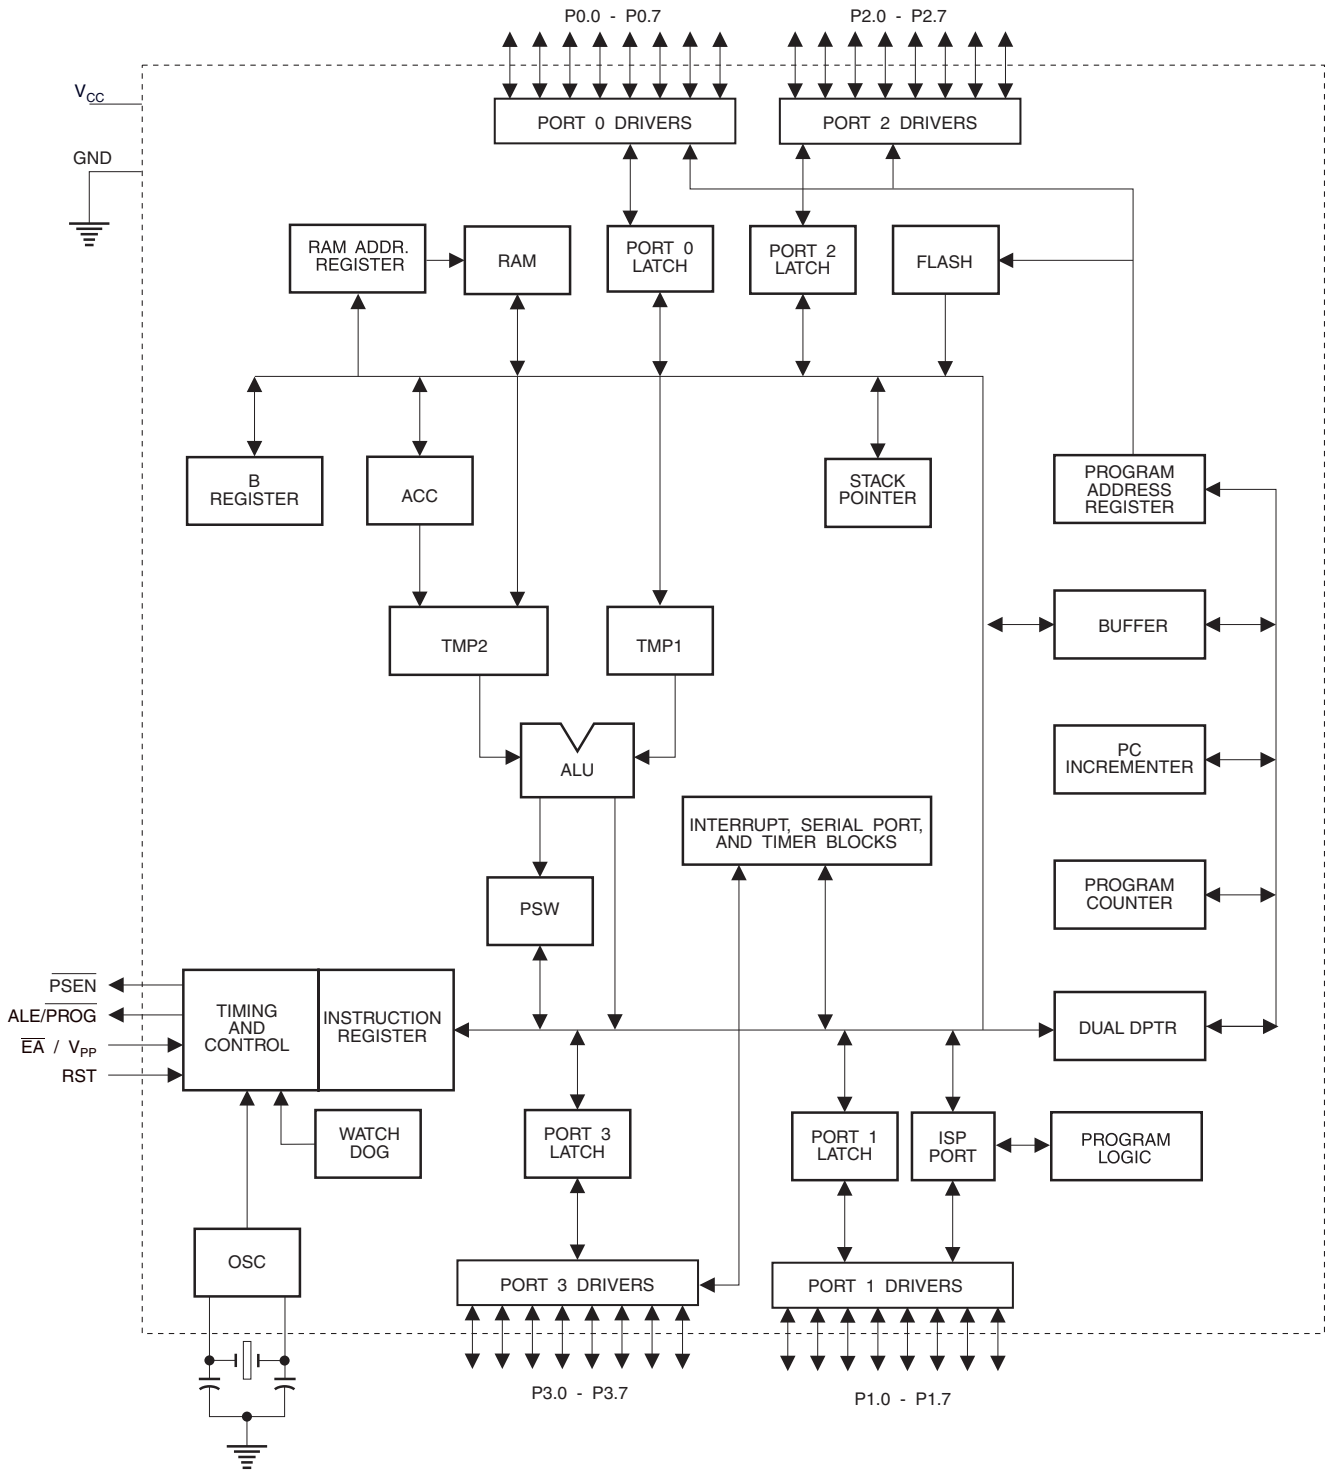 P0.0 - P0.7
P2.0 - P2.7
VCC
GND
PORT 0 DRIVERS
PORT 2 DRIVERS
RAM ADDR.
REGISTER
RAM
PORT 0
LATCH
PORT 2
LATCH
FLASH
B
REGISTER
ACC
STACK
POINTER
PROGRAM
ADDRESS
REGISTER
BUFFER
TMP2
TMP1
ALU
PC
INCREMENTER
INTERRUPT, SERIAL PORT,
AND TIMER BLOCKS
PSW
PROGRAM
COUNTER
PSEN
ALE/PROG
EA / VPP
RST
TIMING
AND
CONTROL
INSTRUCTION
REGISTER
DUAL DPTR
WATCH
DOG
PORT 3
LATCH
PORT 1
LATCH
ISP
PORT
PROGRAM
LOGIC
OSC
PORT 3 DRIVERS
PORT 1 DRIVERS
P3.0 - P3.7
P1.0 - P1.7